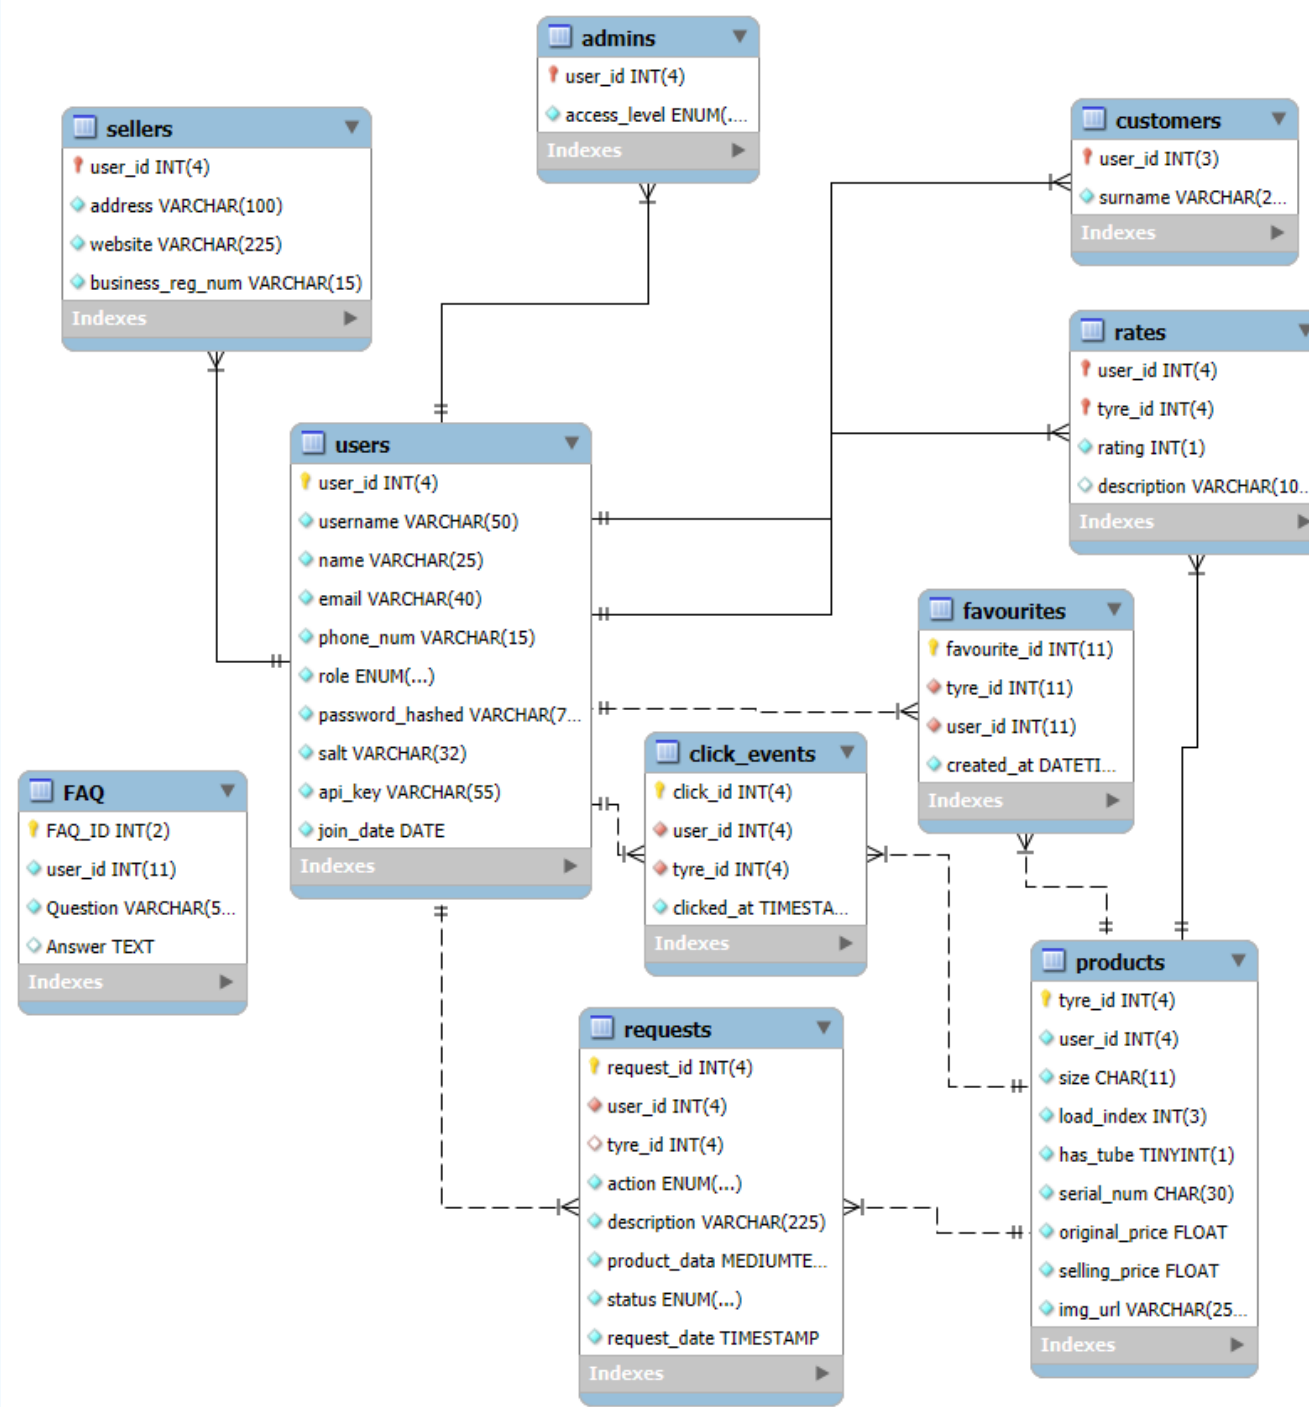 admins
user_id INT(4)
access_level ENUM(....
Indexes
sellers
user_id INT(4)
address VARCHAR(100)
website VARCHAR(225)
business_reg_num VARCHAR(15)
Indexes
customers
user_id INT(3)
surname VARCHAR(2...
Indexes
rates
user_id INT(4)
tyre_id INT(4)
rating INT(1)
description VARCHAR(10...
Indexes
users
user_id INT(4)
username VARCHAR(50)
name VARCHAR(25)
email VARCHAR(40)
phone_num VARCHAR(15)
role ENUM(...)
password_hashed VARCHAR(7...
salt VARCHAR(32)
api_key VARCHAR(55)
join_date DATE
Indexes
favourites
favourite_id INT(11)
tyre_id INT(11)
user_id INT(11)
created_at DATETI...
Indexes
click_events
click_id INT(4)
user_id INT(4)
tyre_id INT(4)
clicked_at TIMESTA...
Indexes
FAQ
FAQ_ID INT(2)
user_id INT(11)
Question VARCHAR(5...
Answer TEXT
Indexes
products
tyre_id INT(4)
user_id INT(4)
size CHAR(11)
load_index INT(3)
has_tube TINYINT(1)
serial_num CHAR(30)
original_price FLOAT
selling_price FLOAT
img_url VARCHAR(25...
Indexes
requests
request_id INT(4)
user_id INT(4)
tyre_id INT(4)
action ENUM(...)
description VARCHAR(225)
product_data MEDIUMTE...
status ENUM(...)
request_date TIMESTAMP
Indexes